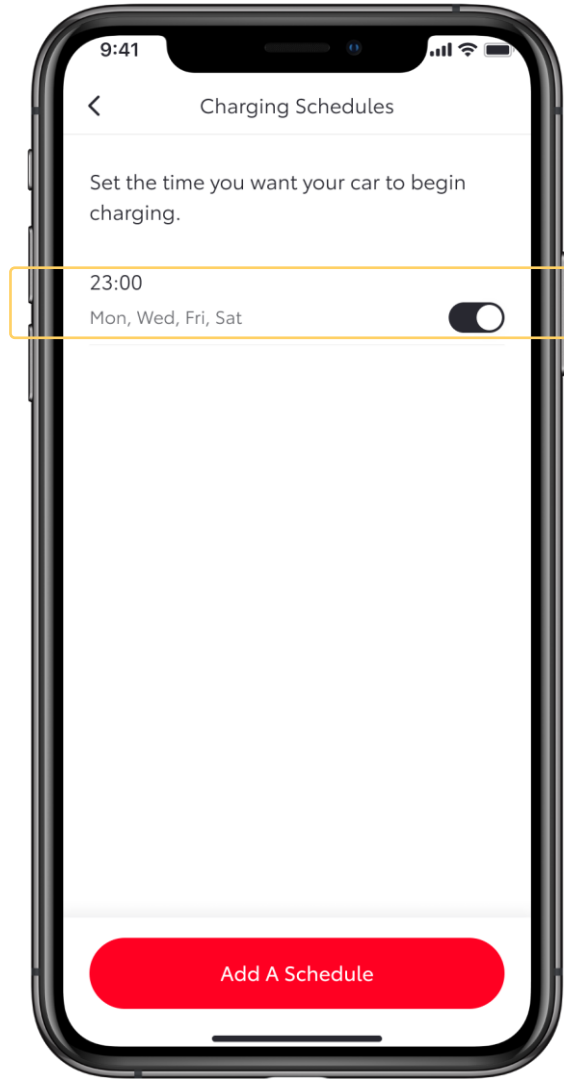 9:41
Charging Schedules
Set the time you want your car to begin
charging.
23:00
Mon, Wed, Fri, Sat
Add A Schedule